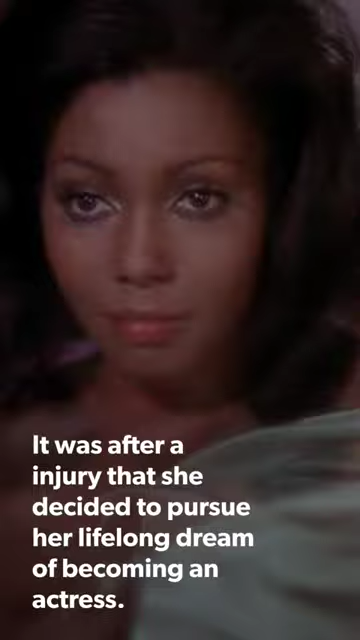 It was after a
injury that she
decided to pursue
her lifelong dream
of becoming an
actress.